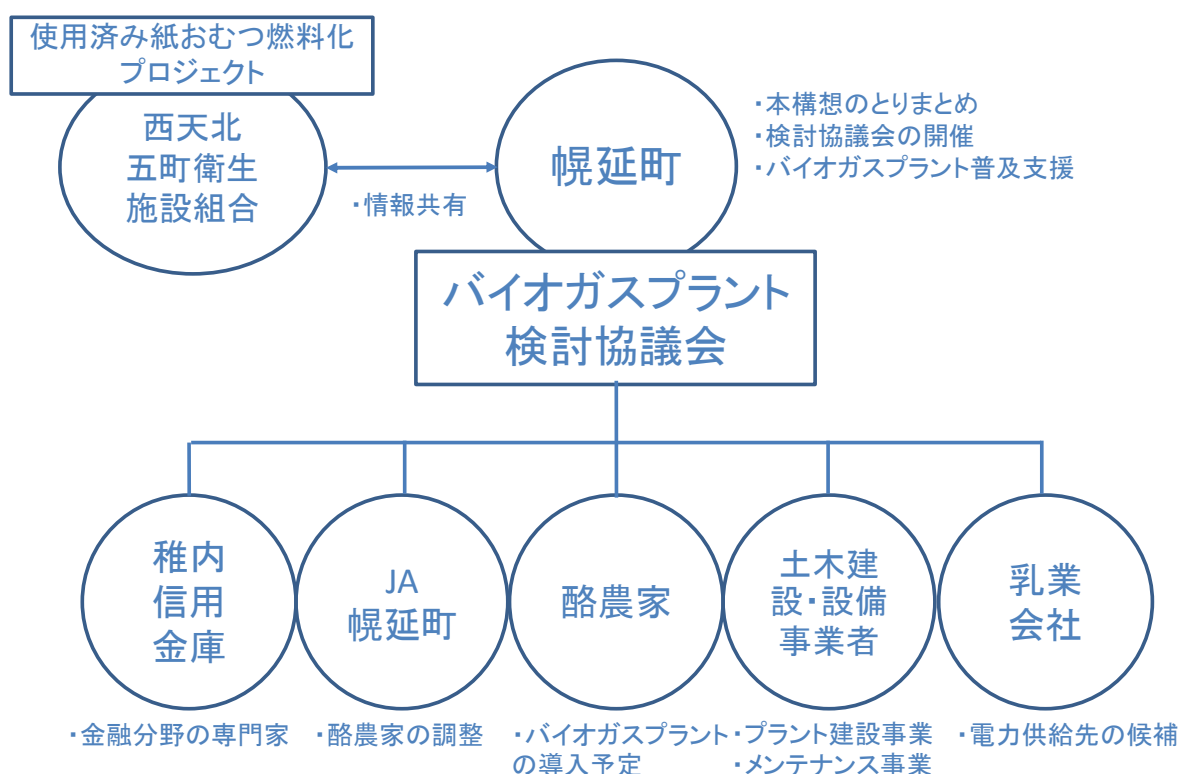 使用済み紙おむつ燃料化
プロジェクト
西天北
五町衛生
施設組合
・情報共有
幌延町
・本構想のとりまとめ
・検討協議会の開催
・バイオガスプラント普及支援
バイオガスプラント
検討協議会
稚内
信用
金庫
JA
幌延町
酪農家
土木建
設・設備
事業者
乳業
会社
・金融分野の専門家
・酪農家の調整
・バイオガスプラント
の導入予定
・プラント建設事業
・メンテナンス事業
・電力供給先の候補